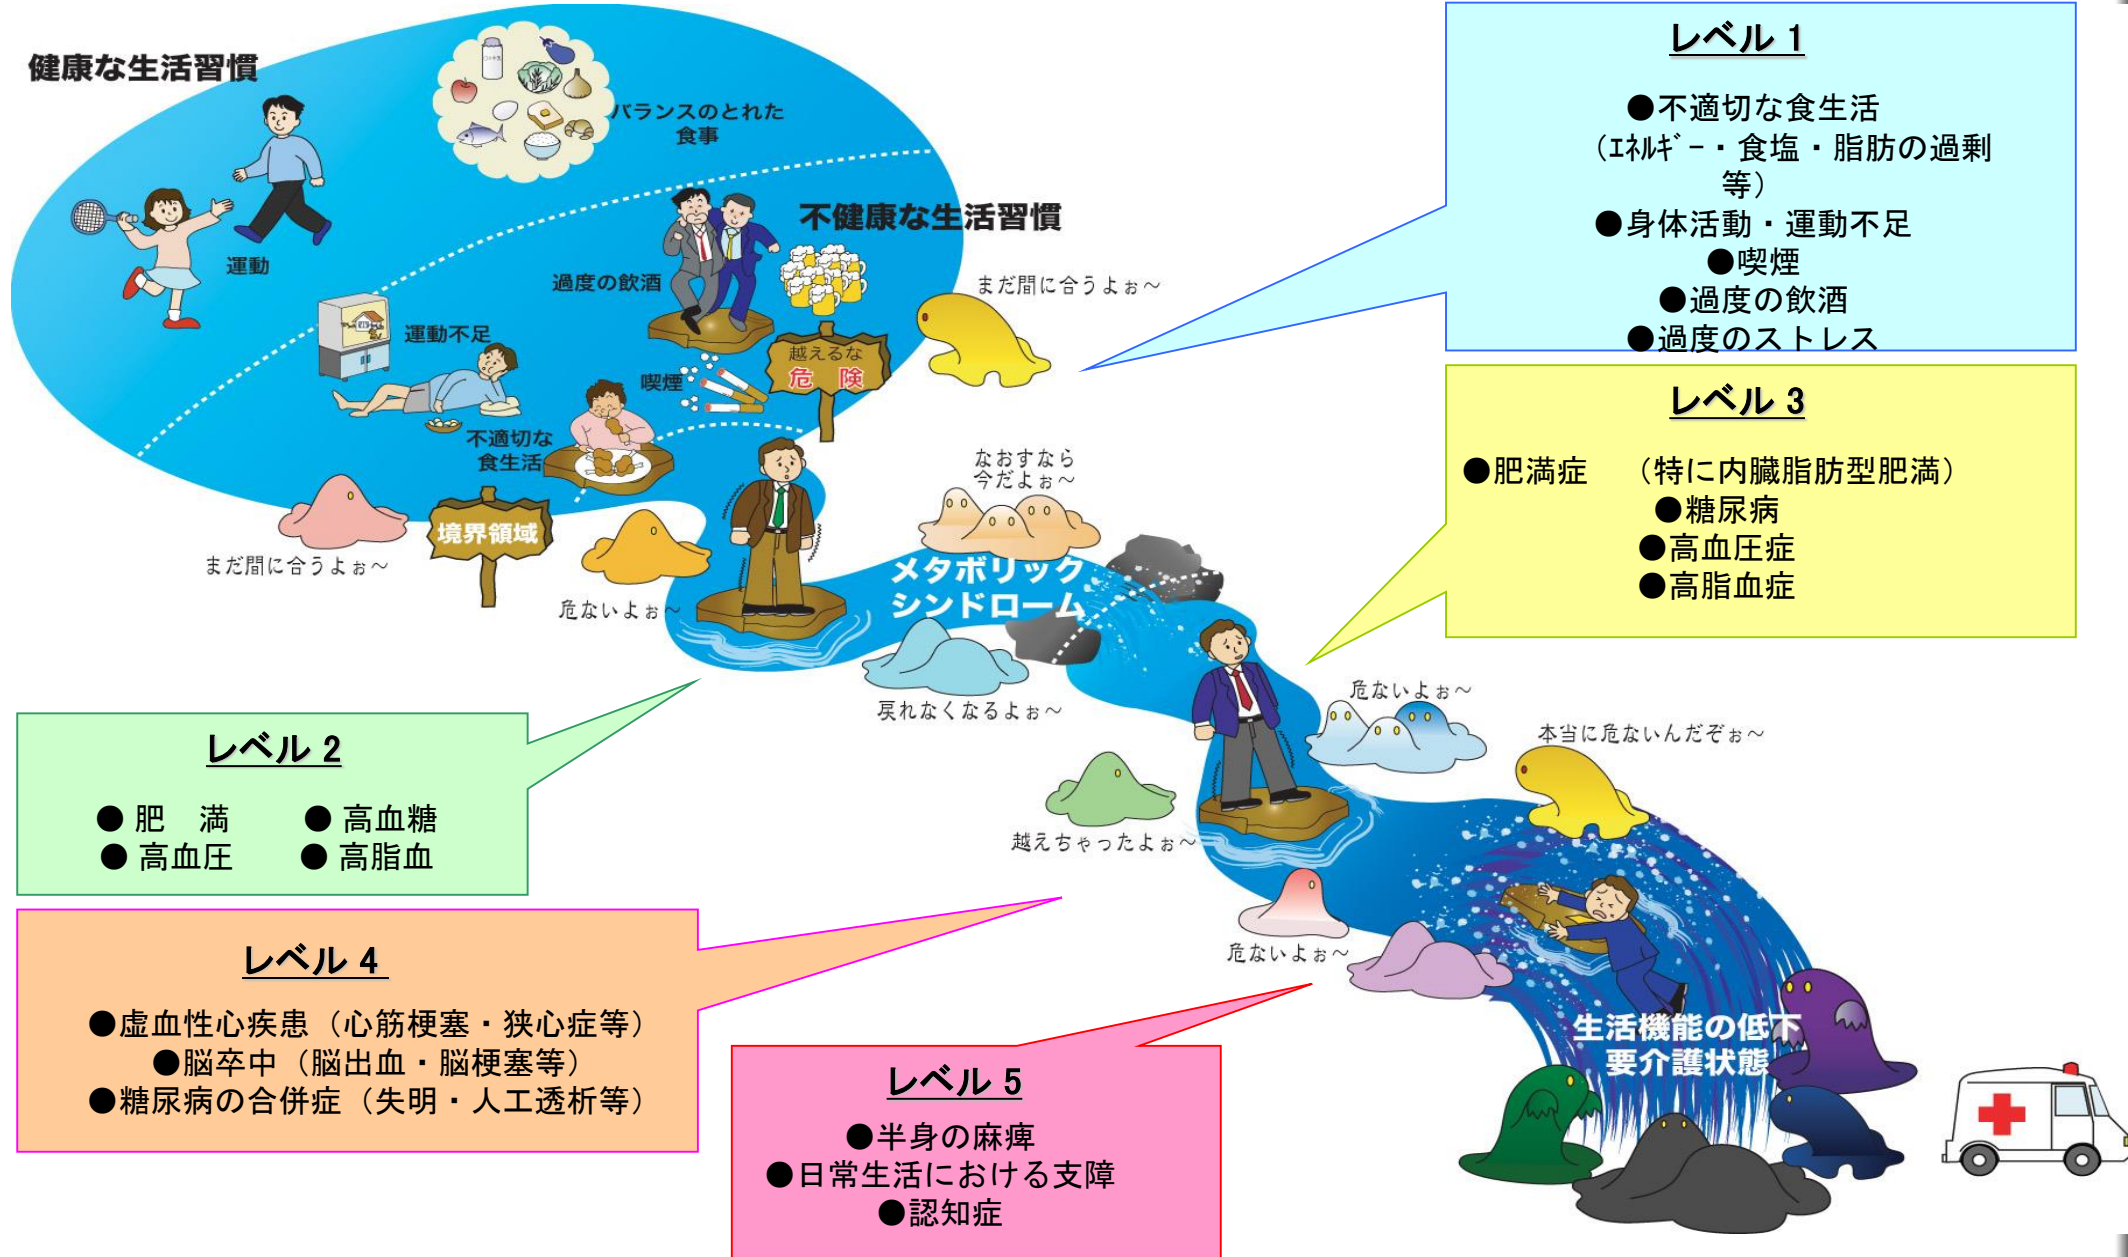 健康な生活習慣
バランスのとれた
食事
運動
不健康な生活習慣
過度の飲酒
まだ間に合うよぉ～
運動不足
越えるな
危 険
喫煙
不適切な
食生活
境界領域
まだ間に合うよぉ～
危ないよぉ～
なおすなら
今だよぉ～
メタボリック
シンドローム
戻れなくなるよぉ～
危ないよぉ～
本当に危ないんだぞぉ～
越えちゃったよぉ～
危ないよぉ～
生活機能の低下
要介護状態
レベル 1
●不適切な食生活
（ｴﾈﾙｷﾞｰ・食塩・脂肪の過剰
等）
●身体活動・運動不足
●喫煙
●過度の飲酒
●過度のストレス
レベル 3
●肥満症　（特に内臓脂肪型肥満）
●糖尿病
●高血圧症
●高脂血症
レベル 2
● 肥　満　　● 高血糖
● 高血圧　　● 高脂血
レベル 4
●虚血性心疾患（心筋梗塞・狭心症等）
●脳卒中（脳出血・脳梗塞等）
●糖尿病の合併症（失明・人工透析等）
レベル 5
●半身の麻痺
●日常生活における支障
●認知症